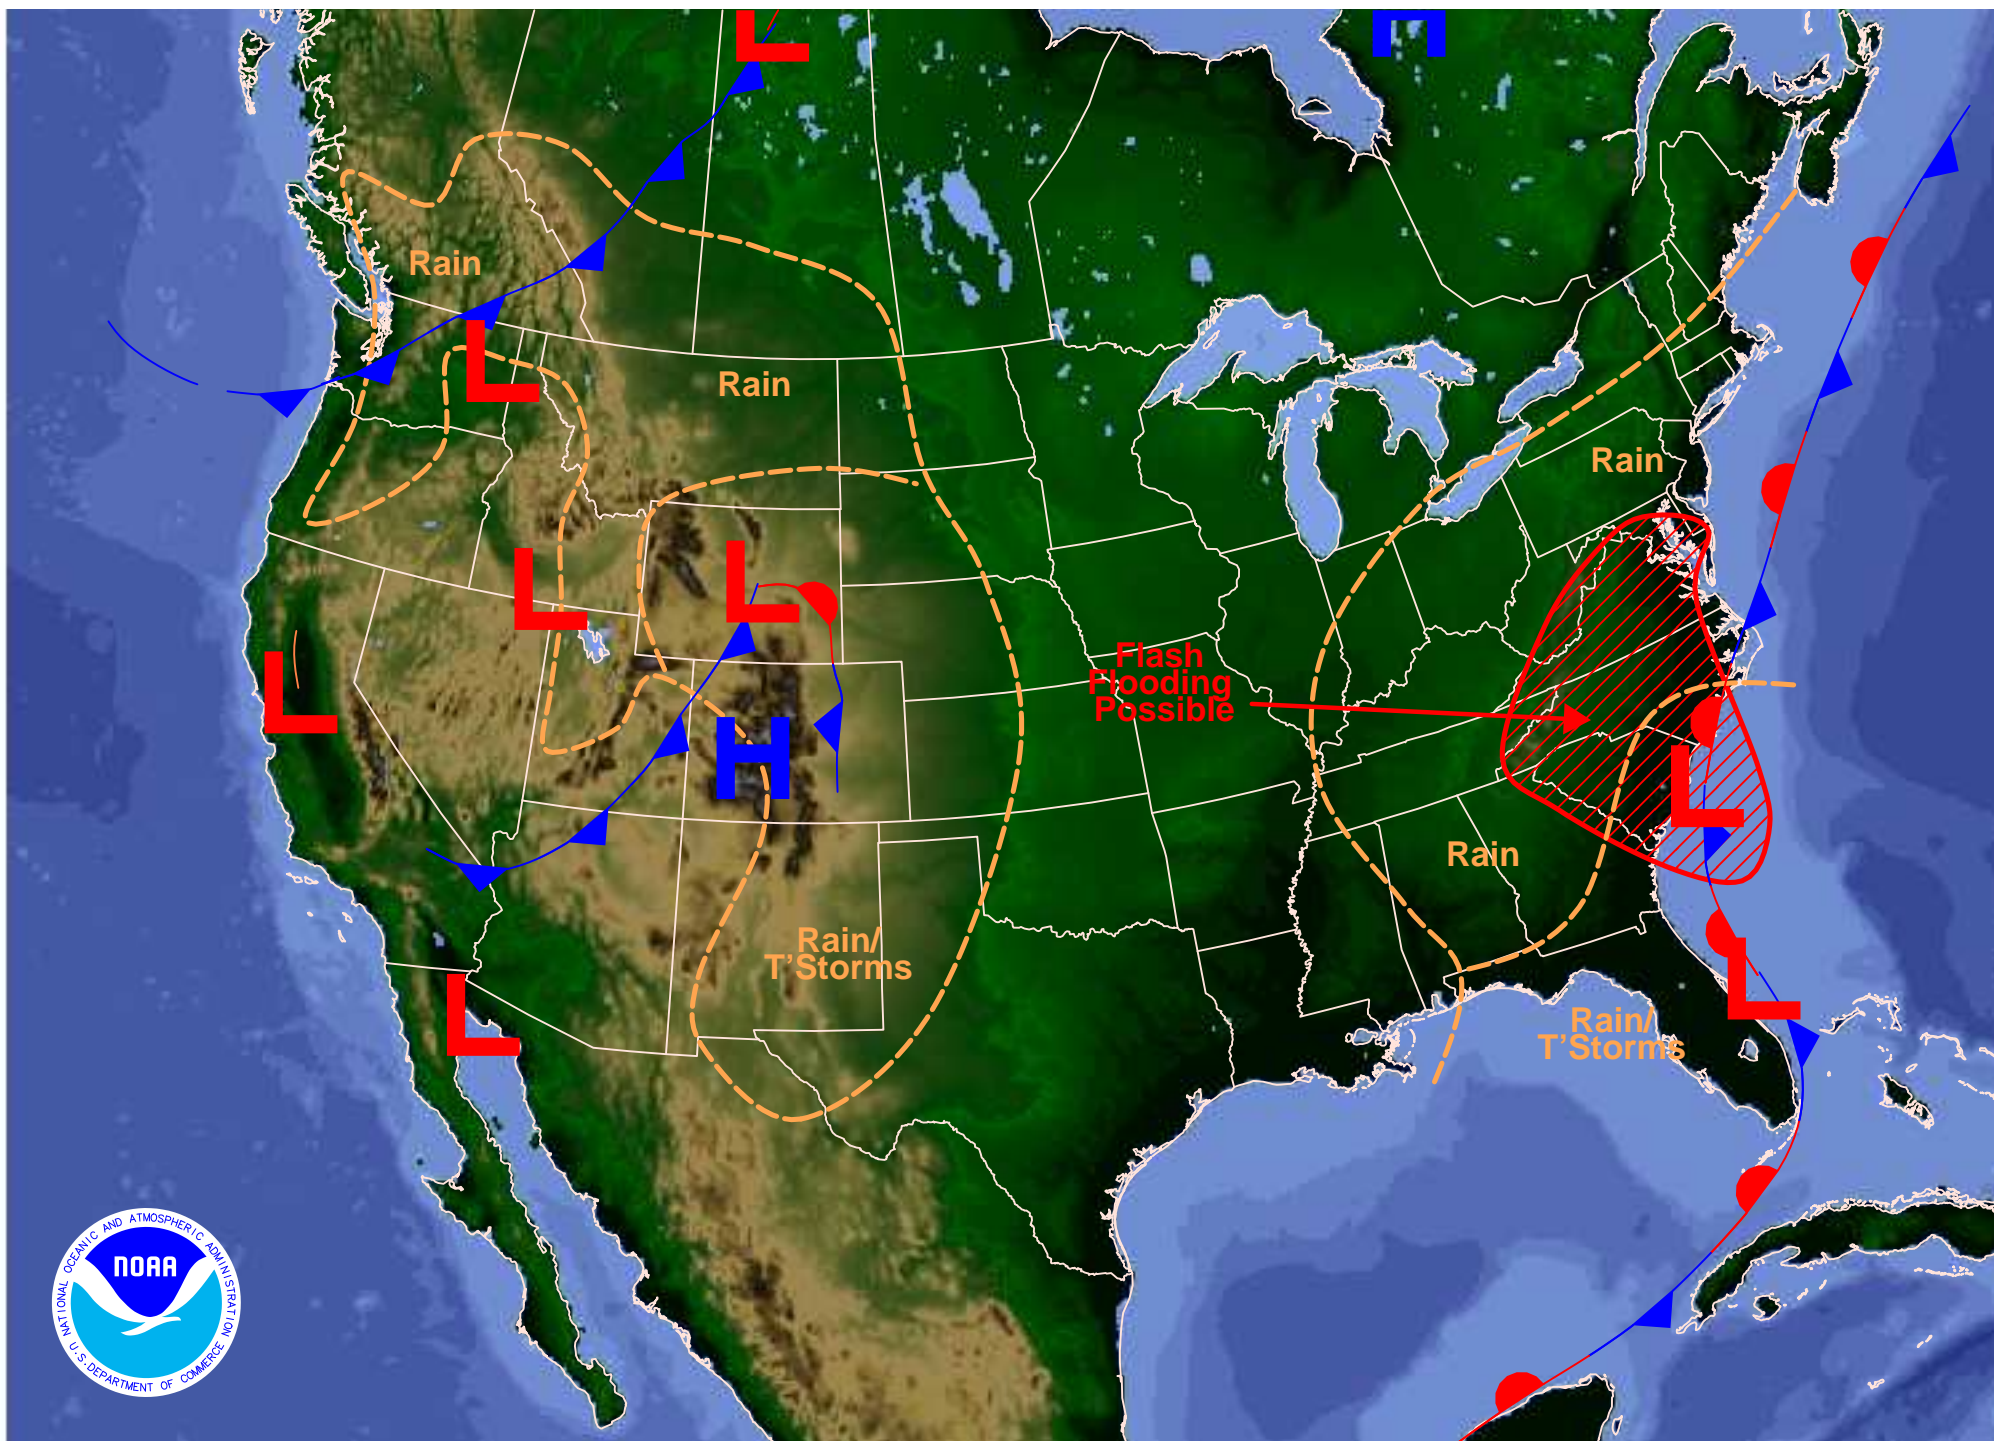 L
H
Rain
L
Rain
Rain
L
L
Flash
Flooding
Possible
L
H
L
Rain
Rain/
T'Storms
L
L
Rain/
T'Storms
NATIONAL OCEANIC AND ATMOSPHERIC ADMINISTRATION
NOAA
U.S. DEPARTMENT OF COMMERCE